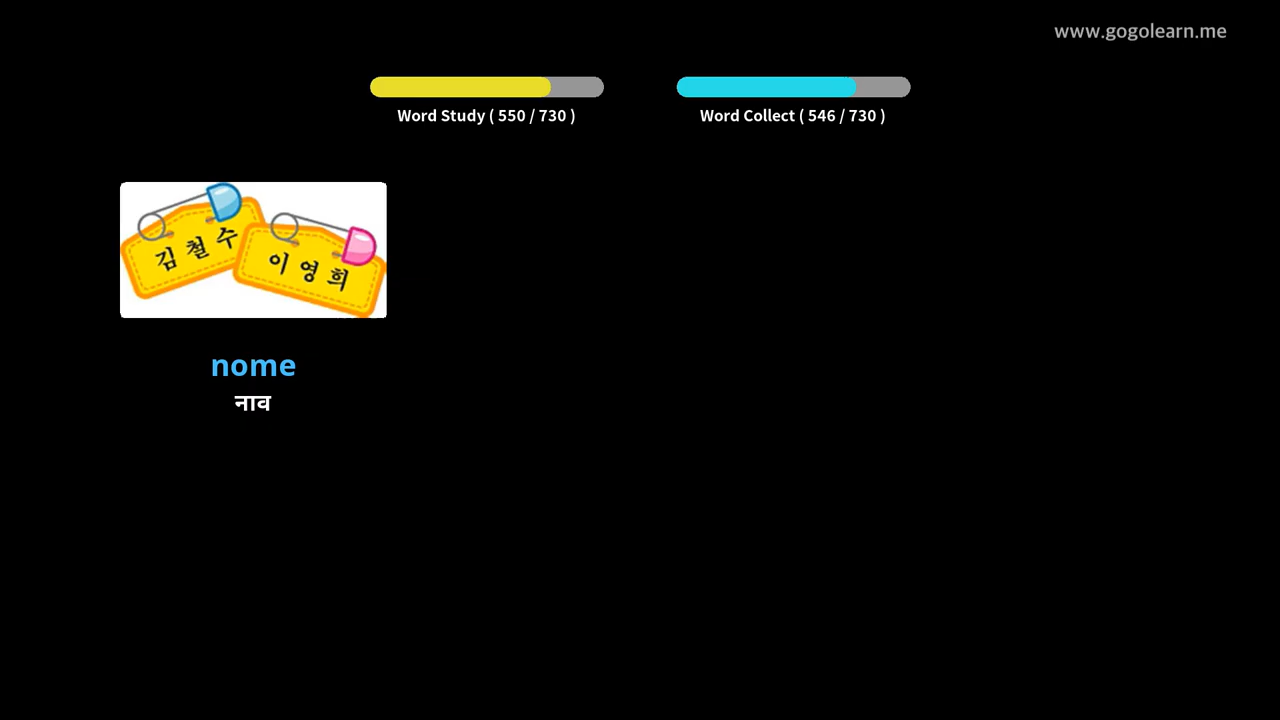 www.gogolearn.me
Word Study ( 550 / 730 )
Word Collect ( 546 / 730 )
김철수
이영희
nome
नाव